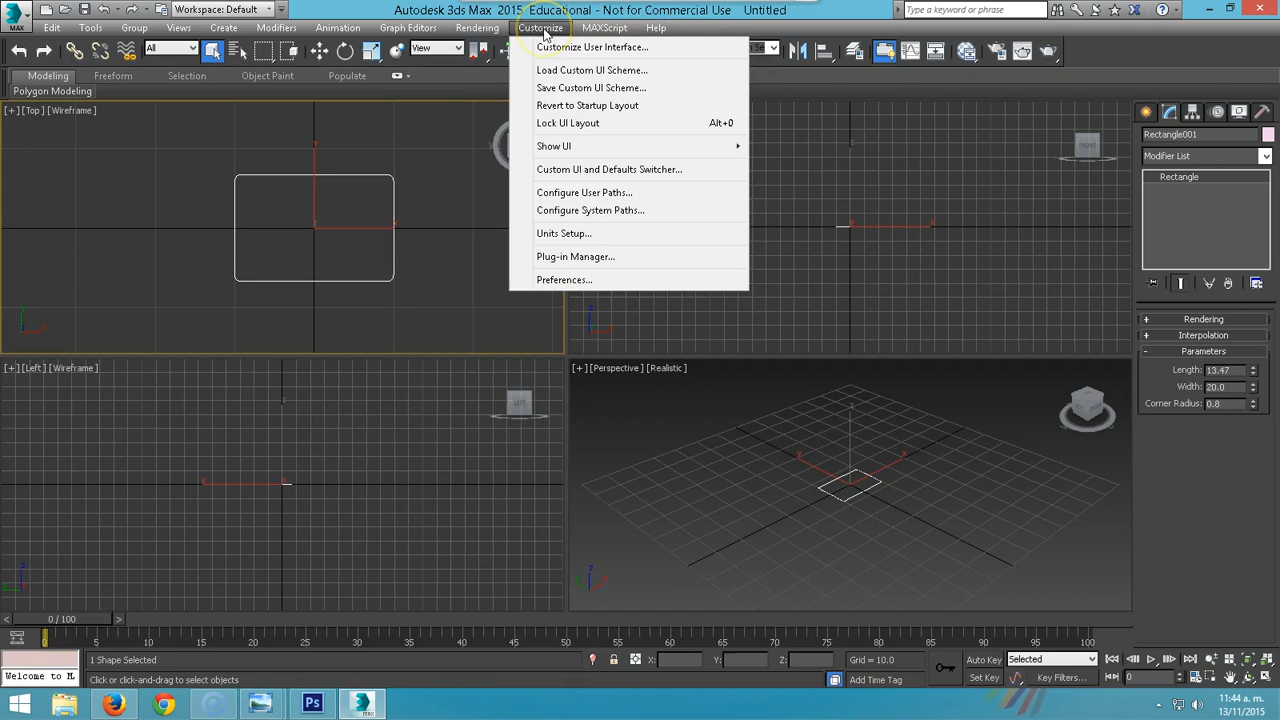 Workspace: Default
Autodesk 3ds Max 2015 Educational - Not for Commercial Use Untitled
Type a keyword or phrase
MAX
Edit Tools Group Views Create Modifiers Animation Graph Editors Rendering Customize MAXScript Help
All
View
Customize User Interface...
Load Custom UI Scheme...
Save Custom UI Scheme...
Revert to Startup Layout
Lock UI Layout Alt+0
Show UI
Custom UI and Defaults Switcher...
Configure User Paths...
Configure System Paths...
Units Setup...
Plug-in Manager...
Preferences...
Modeling Freeform Selection Object Paint Populate
Polygon Modeling
[+] [Top] [Wireframe]
FRONT
Rectangle001
Modifier List
Rectangle
Rendering
Interpolation
Parameters
Length: 13.47
Width: 20.0
Corner Radius: 0.8
[+] [Left] [Wireframe]
LEFT
[+] [Perspective] [Realistic]
0 / 100
0 5 10 15 20 25 30 35 40 45 50 55 60 65 70 75 80 85 90 95 100
1 Shape Selected
X: Y: Z: Grid = 10.0
Auto Key Selected
Welcome to M
Click or click-and-drag to select objects
Add Time Tag
Set Key Key Filters...
0
Ps
MAX
11:44 a. m.
13/11/2015